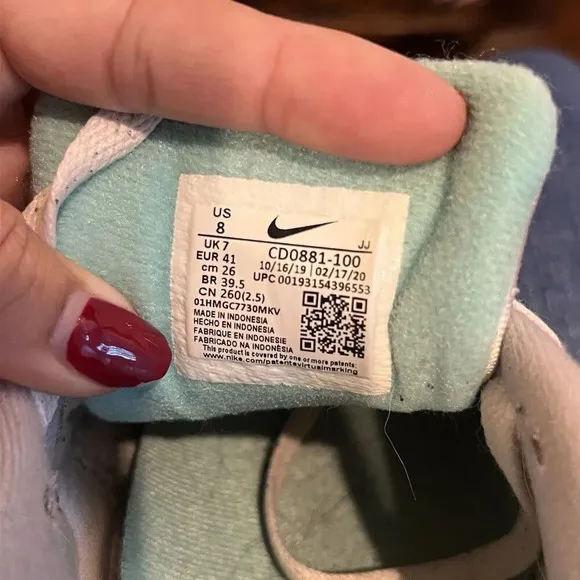 US
8
UK 7
EUR 41
cm 26
BR 39.5
CN 260(2.5)
JJ
CD0881-100
10/16/19 02/17/20
UPC 00193154396553
01HMGC7730MKV
MADE IN INDONESIA
HECHO EN INDONESIA
FABRIQUE EN INDONESIE
FABRICADO NA INDONÉSIA
This product is covered by one or more patents:
www.nike.com/patentsvirtualmarking